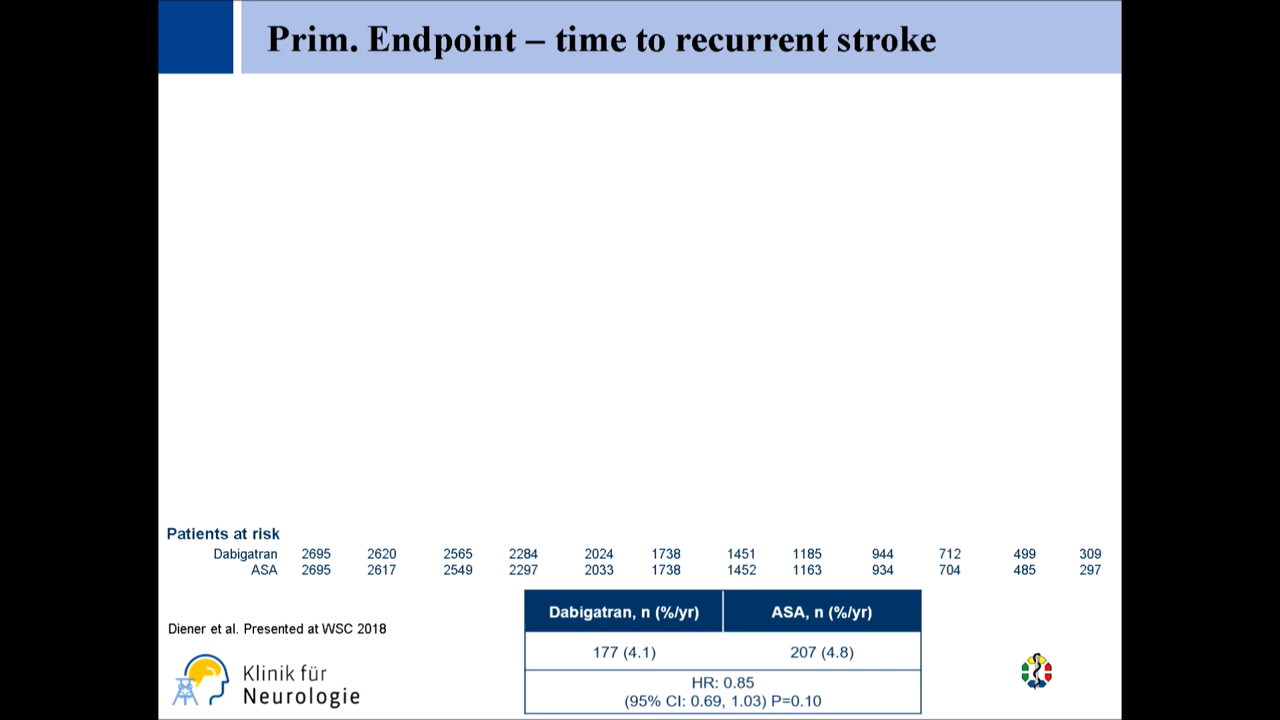 Prim. Endpoint – time to recurrent stroke
Patients at risk
Dabigatran 2695 2620 2565 2284 2024 1738 1451 1185 944 712 499 309
ASA 2695 2617 2549 2297 2033 1738 1452 1163 934 704 485 297
Dabigatran, n (%/yr) ASA, n (%/yr)
177 (4.1) 207 (4.8)
HR: 0.85
(95% CI: 0.69, 1.03) P=0.10
Diener et al. Presented at WSC 2018
Klinik für
Neurologie